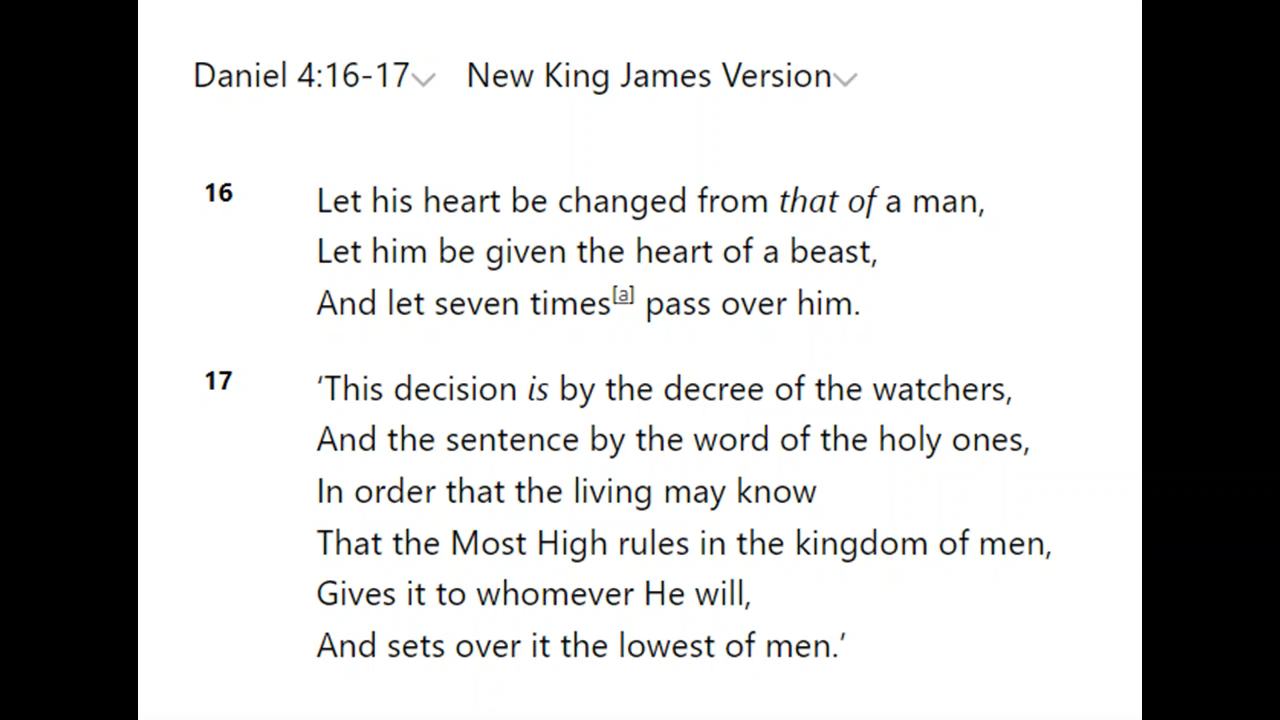 Daniel 4:16-17 New King James Version
16 Let his heart be changed from that of a man,
Let him be given the heart of a beast,
And let seven times[a] pass over him.
17 ‘This decision is by the decree of the watchers,
And the sentence by the word of the holy ones,
In order that the living may know
That the Most High rules in the kingdom of men,
Gives it to whomever He will,
And sets over it the lowest of men.’